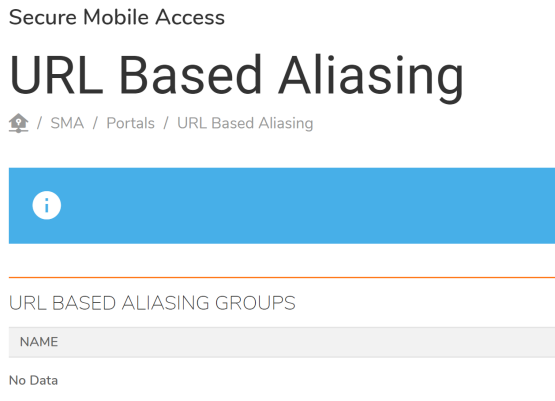 Secure Mobile Access
URL Based Aliasing
/ SMA / Portals / URL Based Aliasing
URL BASED ALIASING GROUPS
NAME
No Data